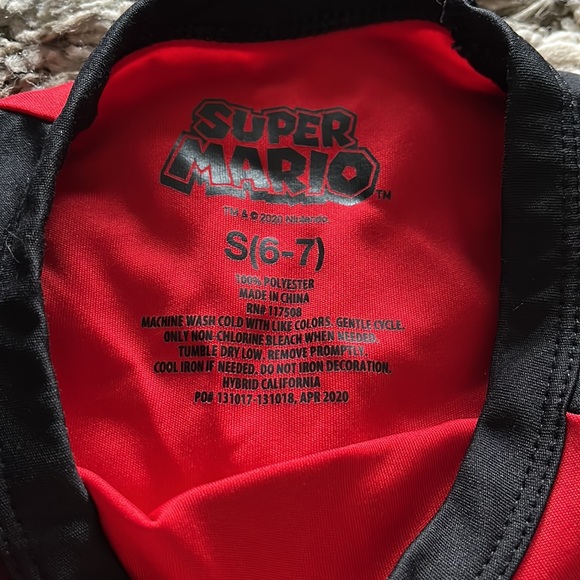 SUPER
MARIO™
TM & © 2020 Nintendo
S(6-7)
100% POLYESTER
MADE IN CHINA
RN# 117508
MACHINE WASH COLD WITH LIKE COLORS. GENTLE CYCLE.
ONLY NON-CHLORINE BLEACH WHEN NEEDED.
TUMBLE DRY LOW. REMOVE PROMPTLY.
COOL IRON IF NEEDED. DO NOT IRON DECORATION.
HYBRID CALIFORNIA
PO# 131017-131018, APR 2020